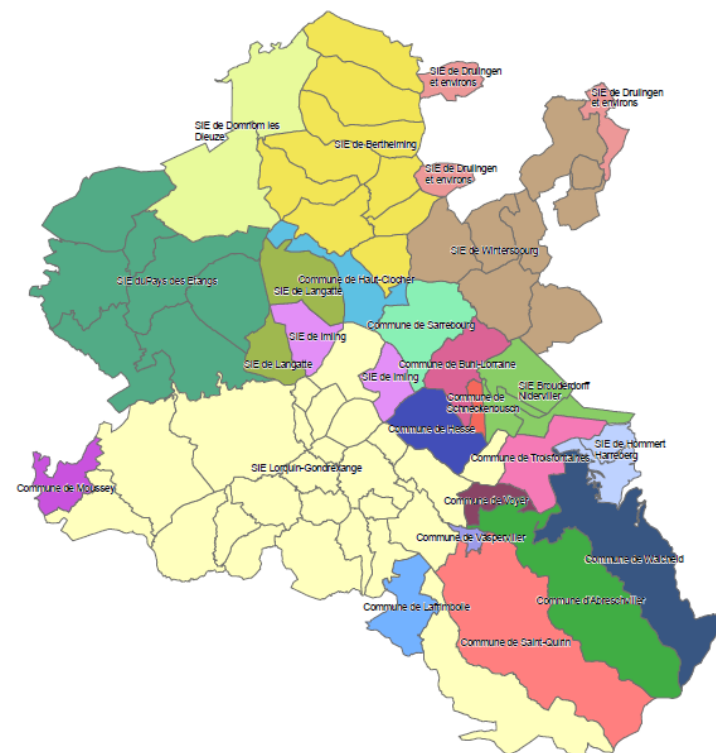 SIE de Drulingen
et environs
SIE de Drulingen
et environs
SIE de Domnom les
Dieuze
SIE de Berthelming
SIE de Drulingen
et environs
SIE de Wintersbourg
SIE du Pays des Etangs
Commune de Haut-Clocher
SIE de Langatte
Commune de Sarrebourg
SIE de Imling
SIE de Langatte
Commune de Buhl-Lorraine
SIE de Imling
SIE Brouderdorff
Niderviller
Commune de
Schneckenbusch
Commune de Hesse
SIE de Hommert
Harreberg
Commune de Troisfontaines
SIE Lorquin-Gondrexange
Commune de Moussey
Commune de Voyer
Commune de Vasperviller
Commune de Walscheid
Commune d'Abreschviller
Commune de Lafrimbolle
Commune de Saint-Quirin